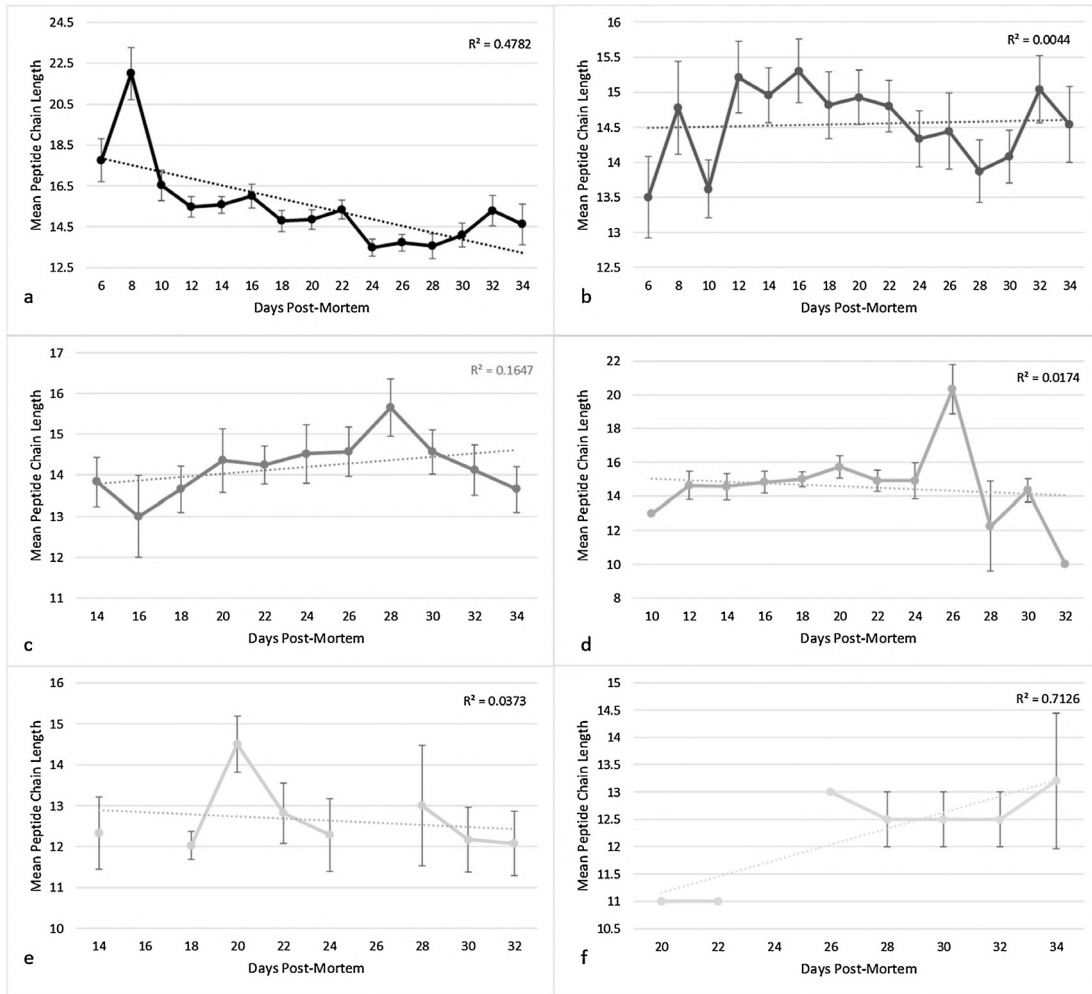 24.5
22.5
20.5
18.5
16.5
14.5
12.5
Mean Peptide Chain Length
R² = 0.4782
6 8 10 12 14 16 18 20 22 24 26 28 30 32 34
Days Post-Mortem
a
16
15.5
15
14.5
14
13.5
13
12.5
Mean Peptide Chain Length
R² = 0.0044
6 8 10 12 14 16 18 20 22 24 26 28 30 32 34
Days Post-Mortem
b
17
16
15
14
13
12
11
Mean Peptide Chain Length
R² = 0.1647
14 16 18 20 22 24 26 28 30 32 34
Days Post-Mortem
c
22
20
18
16
14
12
10
8
Mean Peptide Chain Length
R² = 0.0174
10 12 14 16 18 20 22 24 26 28 30 32
Days Post-Mortem
d
16
15
14
13
12
11
10
Mean Peptide Chain Length
R² = 0.0373
14 16 18 20 22 24 26 28 30 32
Days Post-Mortem
e
15
14.5
14
13.5
13
12.5
12
11.5
11
10.5
Mean Peptide Chain Length
R² = 0.7126
20 22 24 26 28 30 32 34
Days Post-Mortem
f